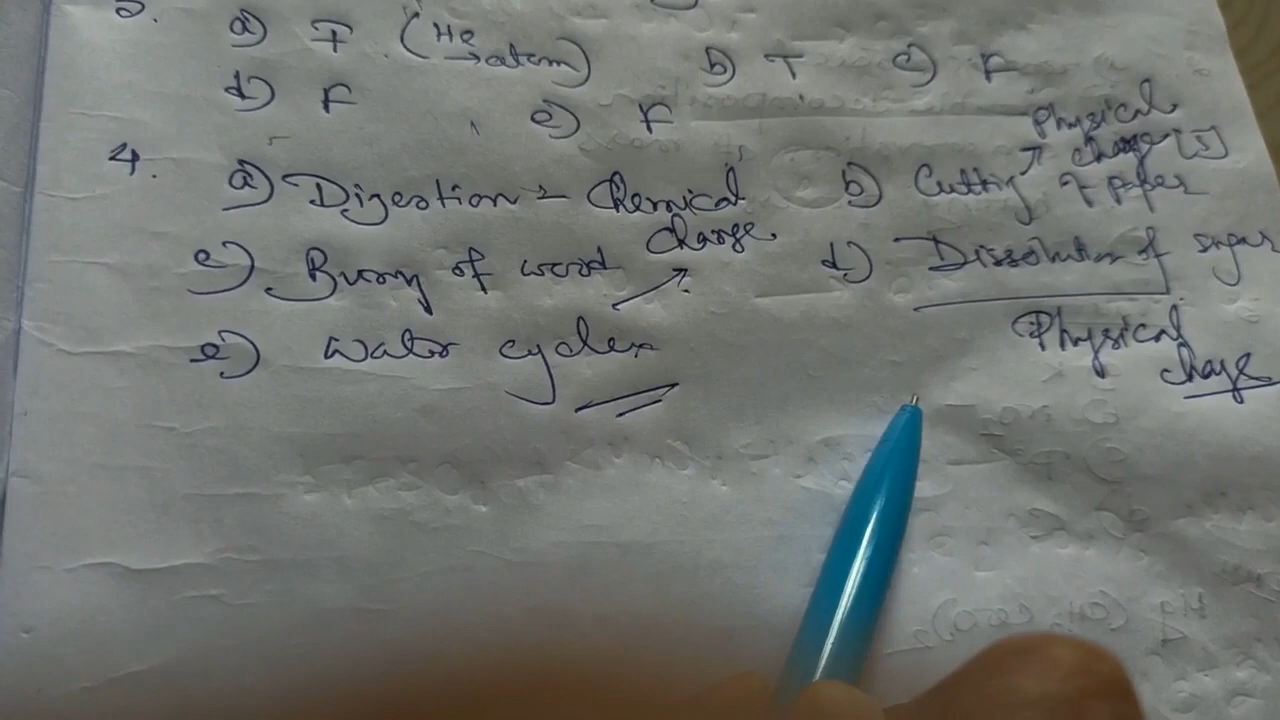 3. a) F (He → atom) b) T c) F
d) F e) F
4. a) Digestion = Chemical change b) Cutting of paper → Physical change [I]
c) Burning of wood → d) Dissolution of sugar
Physical change
e) Water cycle